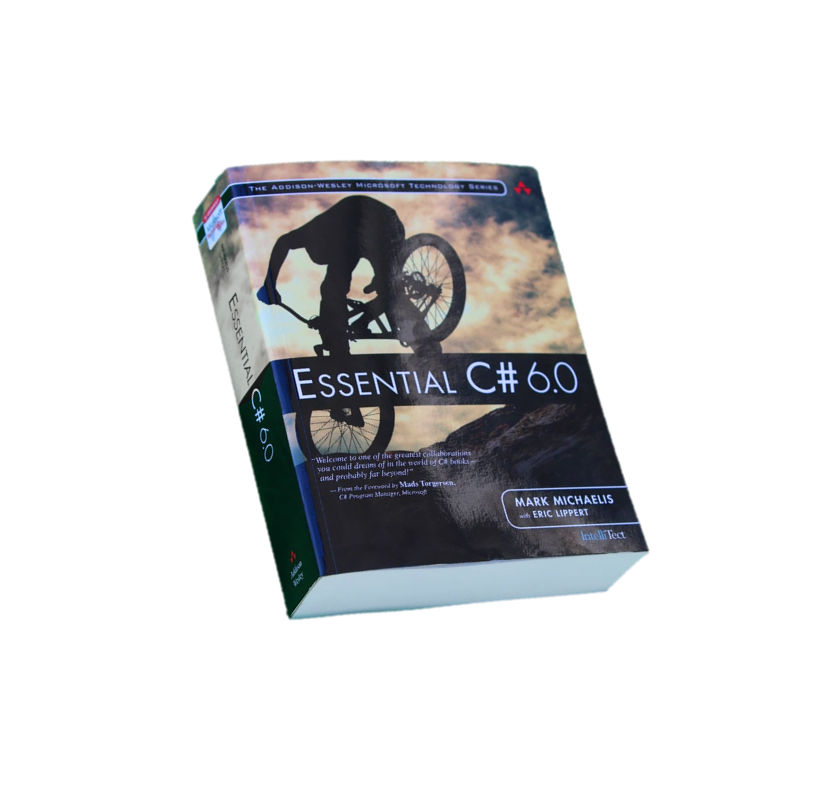 THE ADDISON-WESLEY MICROSOFT TECHNOLOGY SERIES
ESSENTIAL C# 6.0
"Welcome to one of the greatest collaborations
you could dream of in the world of C# books—
and probably far beyond!"
—From the Foreword by Mads Torgersen,
C# Program Manager, Microsoft
MARK MICHAELIS
with ERIC LIPPERT
IntelliTect
ESSENTIAL C# 6.0